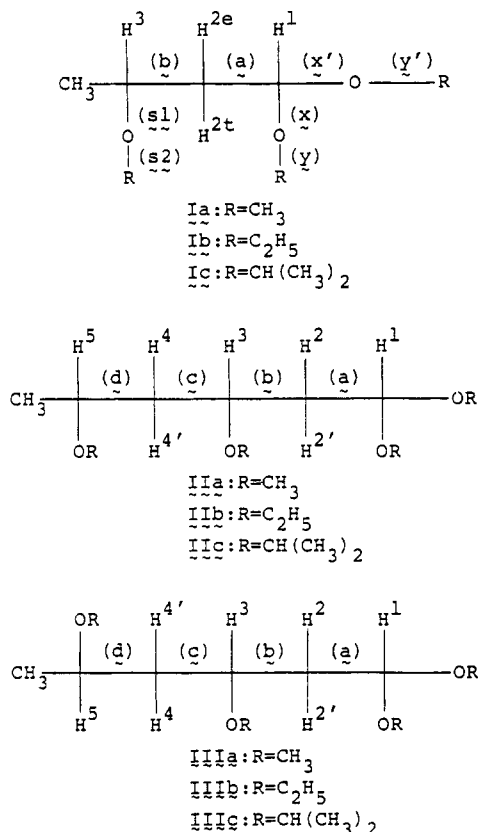 H³ H²ᵉ H¹
(b) (a) (x') (y')
CH₃ O R
(s1) (x)
O H²ᵗ O
(s2) (y)
R R
Ia:R=CH₃
Ib:R=C₂H₅
Ic:R=CH(CH₃)₂
H⁵ H⁴ H³ H² H¹
(d) (c) (b) (a)
CH₃ OR
OR H⁴' OR H²' OR
IIa:R=CH₃
IIb:R=C₂H₅
IIc:R=CH(CH₃)₂
OR H⁴' H³ H² H¹
(d) (c) (b) (a)
CH₃ OR
H⁵ H⁴ OR H²' OR
IIIa:R=CH₃
IIIb:R=C₂H₅
IIIc:R=CH(CH₃)₂